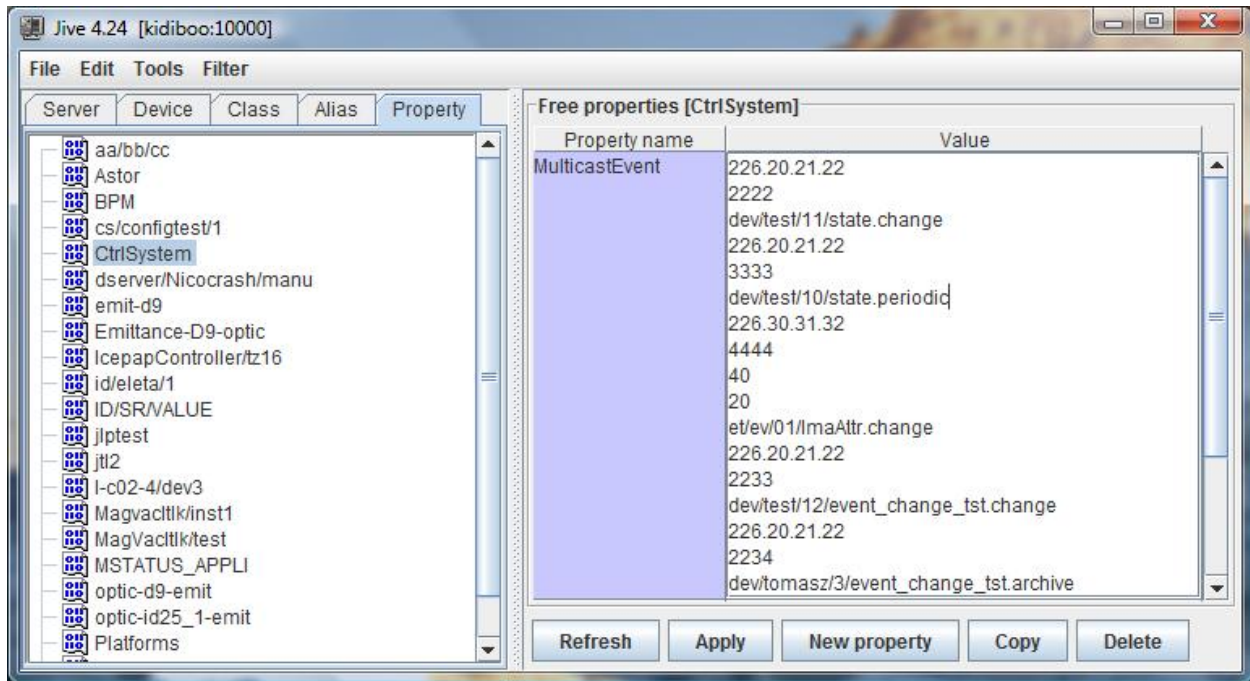 Jive 4.24 [kidiboo:10000]
File Edit Tools Filter
Server Device Class Alias Property
aa/bb/cc
Astor
BPM
cs/configtest/1
CtrlSystem
dserver/Nicocrash/manu
emit-d9
Emittance-D9-optic
IcepapController/tz16
id/eleta/1
ID/SR/VALUE
jlptest
jtl2
l-c02-4/dev3
Magvacltlk/inst1
MagVacltlk/test
MSTATUS_APPLI
optic-d9-emit
optic-id25_1-emit
Platforms
Free properties [CtrlSystem]
Property name Value
MulticastEvent 226.20.21.22
2222
dev/test/11/state.change
226.20.21.22
3333
dev/test/10/state.periodic
226.30.31.32
4444
40
20
et/ev/01/ImaAttr.change
226.20.21.22
2233
dev/test/12/event_change_tst.change
226.20.21.22
2234
dev/tomasz/3/event_change_tst.archive
Refresh Apply New property Copy Delete